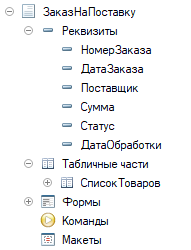 ЗаказНаПоставку
Реквизиты
НомерЗаказа
ДатаЗаказа
Поставщик
Сумма
Статус
ДатаОбработки
Табличные части
СписокТоваров
Формы
Команды
Макеты